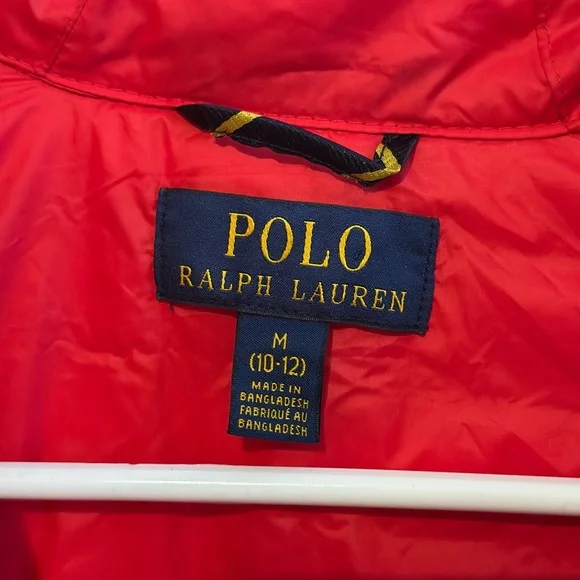 POLO
RALPH LAUREN
M
(10-12)
MADE IN
BANGLADESH
FABRIQUÉ AU
BANGLADESH